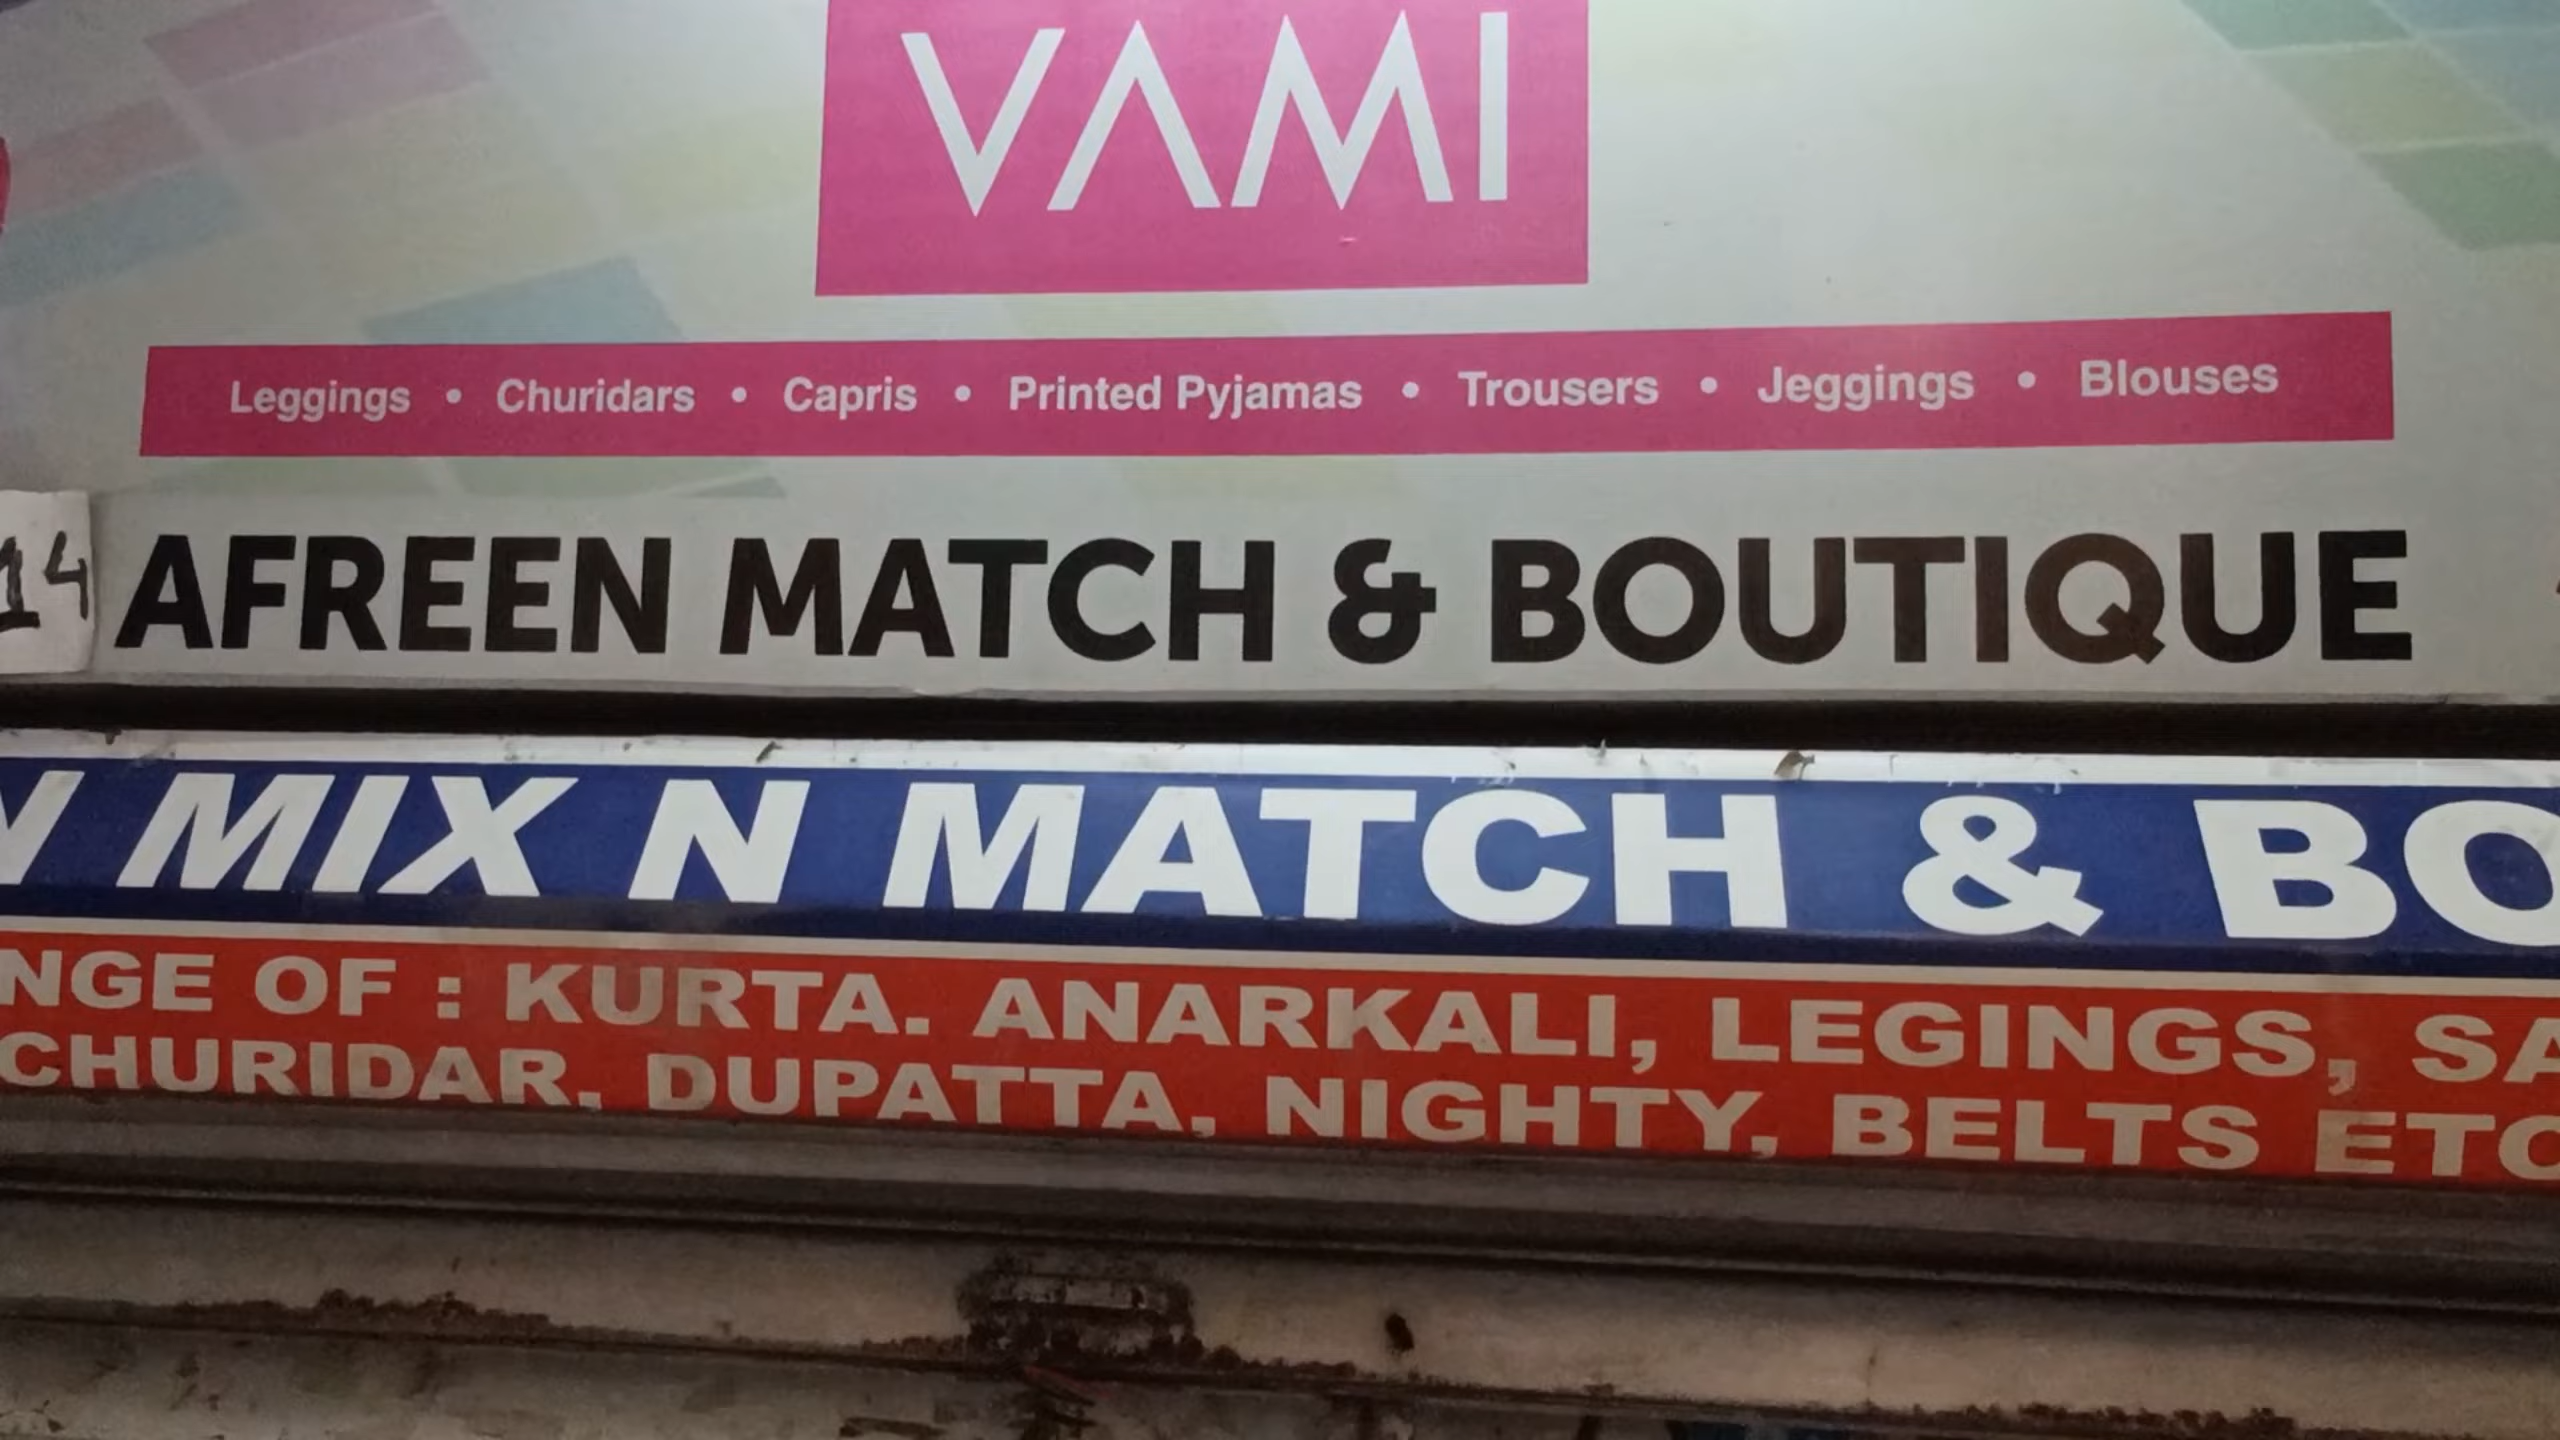 VAMI
Leggings • Churidars • Capris • Printed Pyjamas • Trousers • Jeggings • Blouses
14 AFREEN MATCH & BOUTIQUE
N MIX N MATCH & BO
NGE OF : KURTA. ANARKALI, LEGINGS, SA
CHURIDAR, DUPATTA, NIGHTY, BELTS ETC